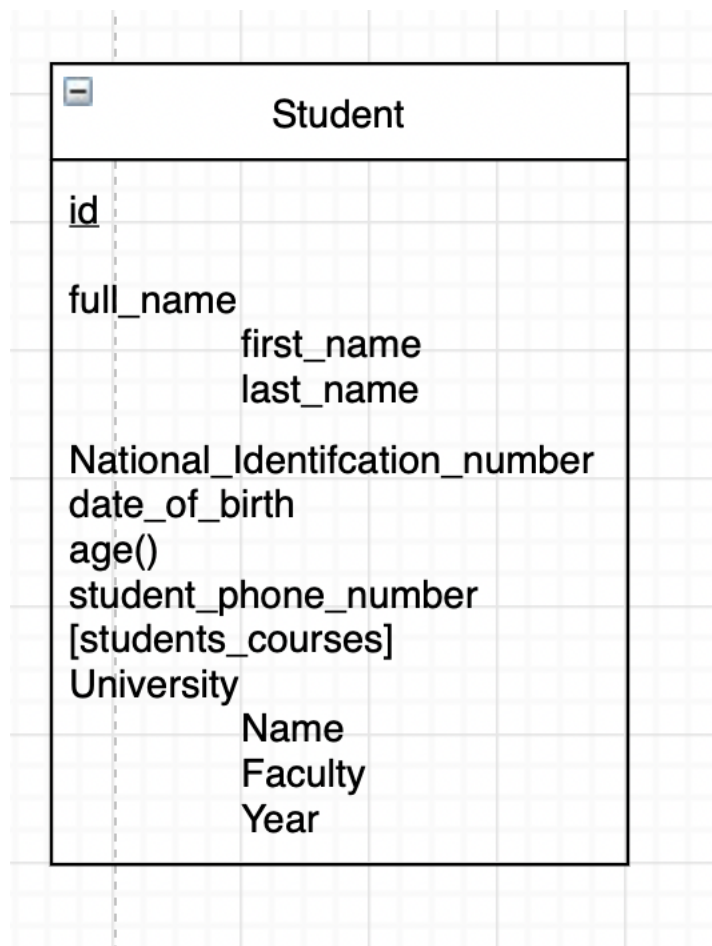 Student
id
full_name
first_name
last_name
National_Identifcation_number
date_of_birth
age()
student_phone_number
[students_courses]
University
Name
Faculty
Year